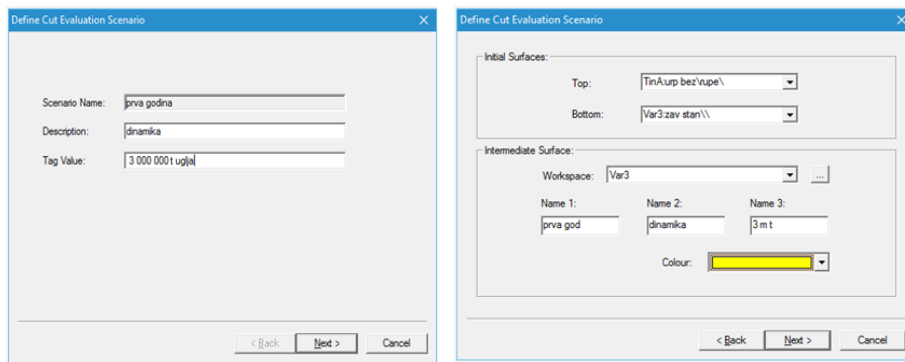 Define Cut Evaluation Scenario
Scenario Name: prva godina
Description: dinamika
Tag Value: 3 000 000 t uglja
< Back Next > Cancel
Define Cut Evaluation Scenario
Initial Surfaces:
Top: TinA:urp bez\rupe\
Bottom: Var3:zav stan\\
Intermediate Surface:
Workspace: Var3 ...
Name 1: Name 2: Name 3:
prva god dinamika 3 m t
Colour:
< Back Next > Cancel